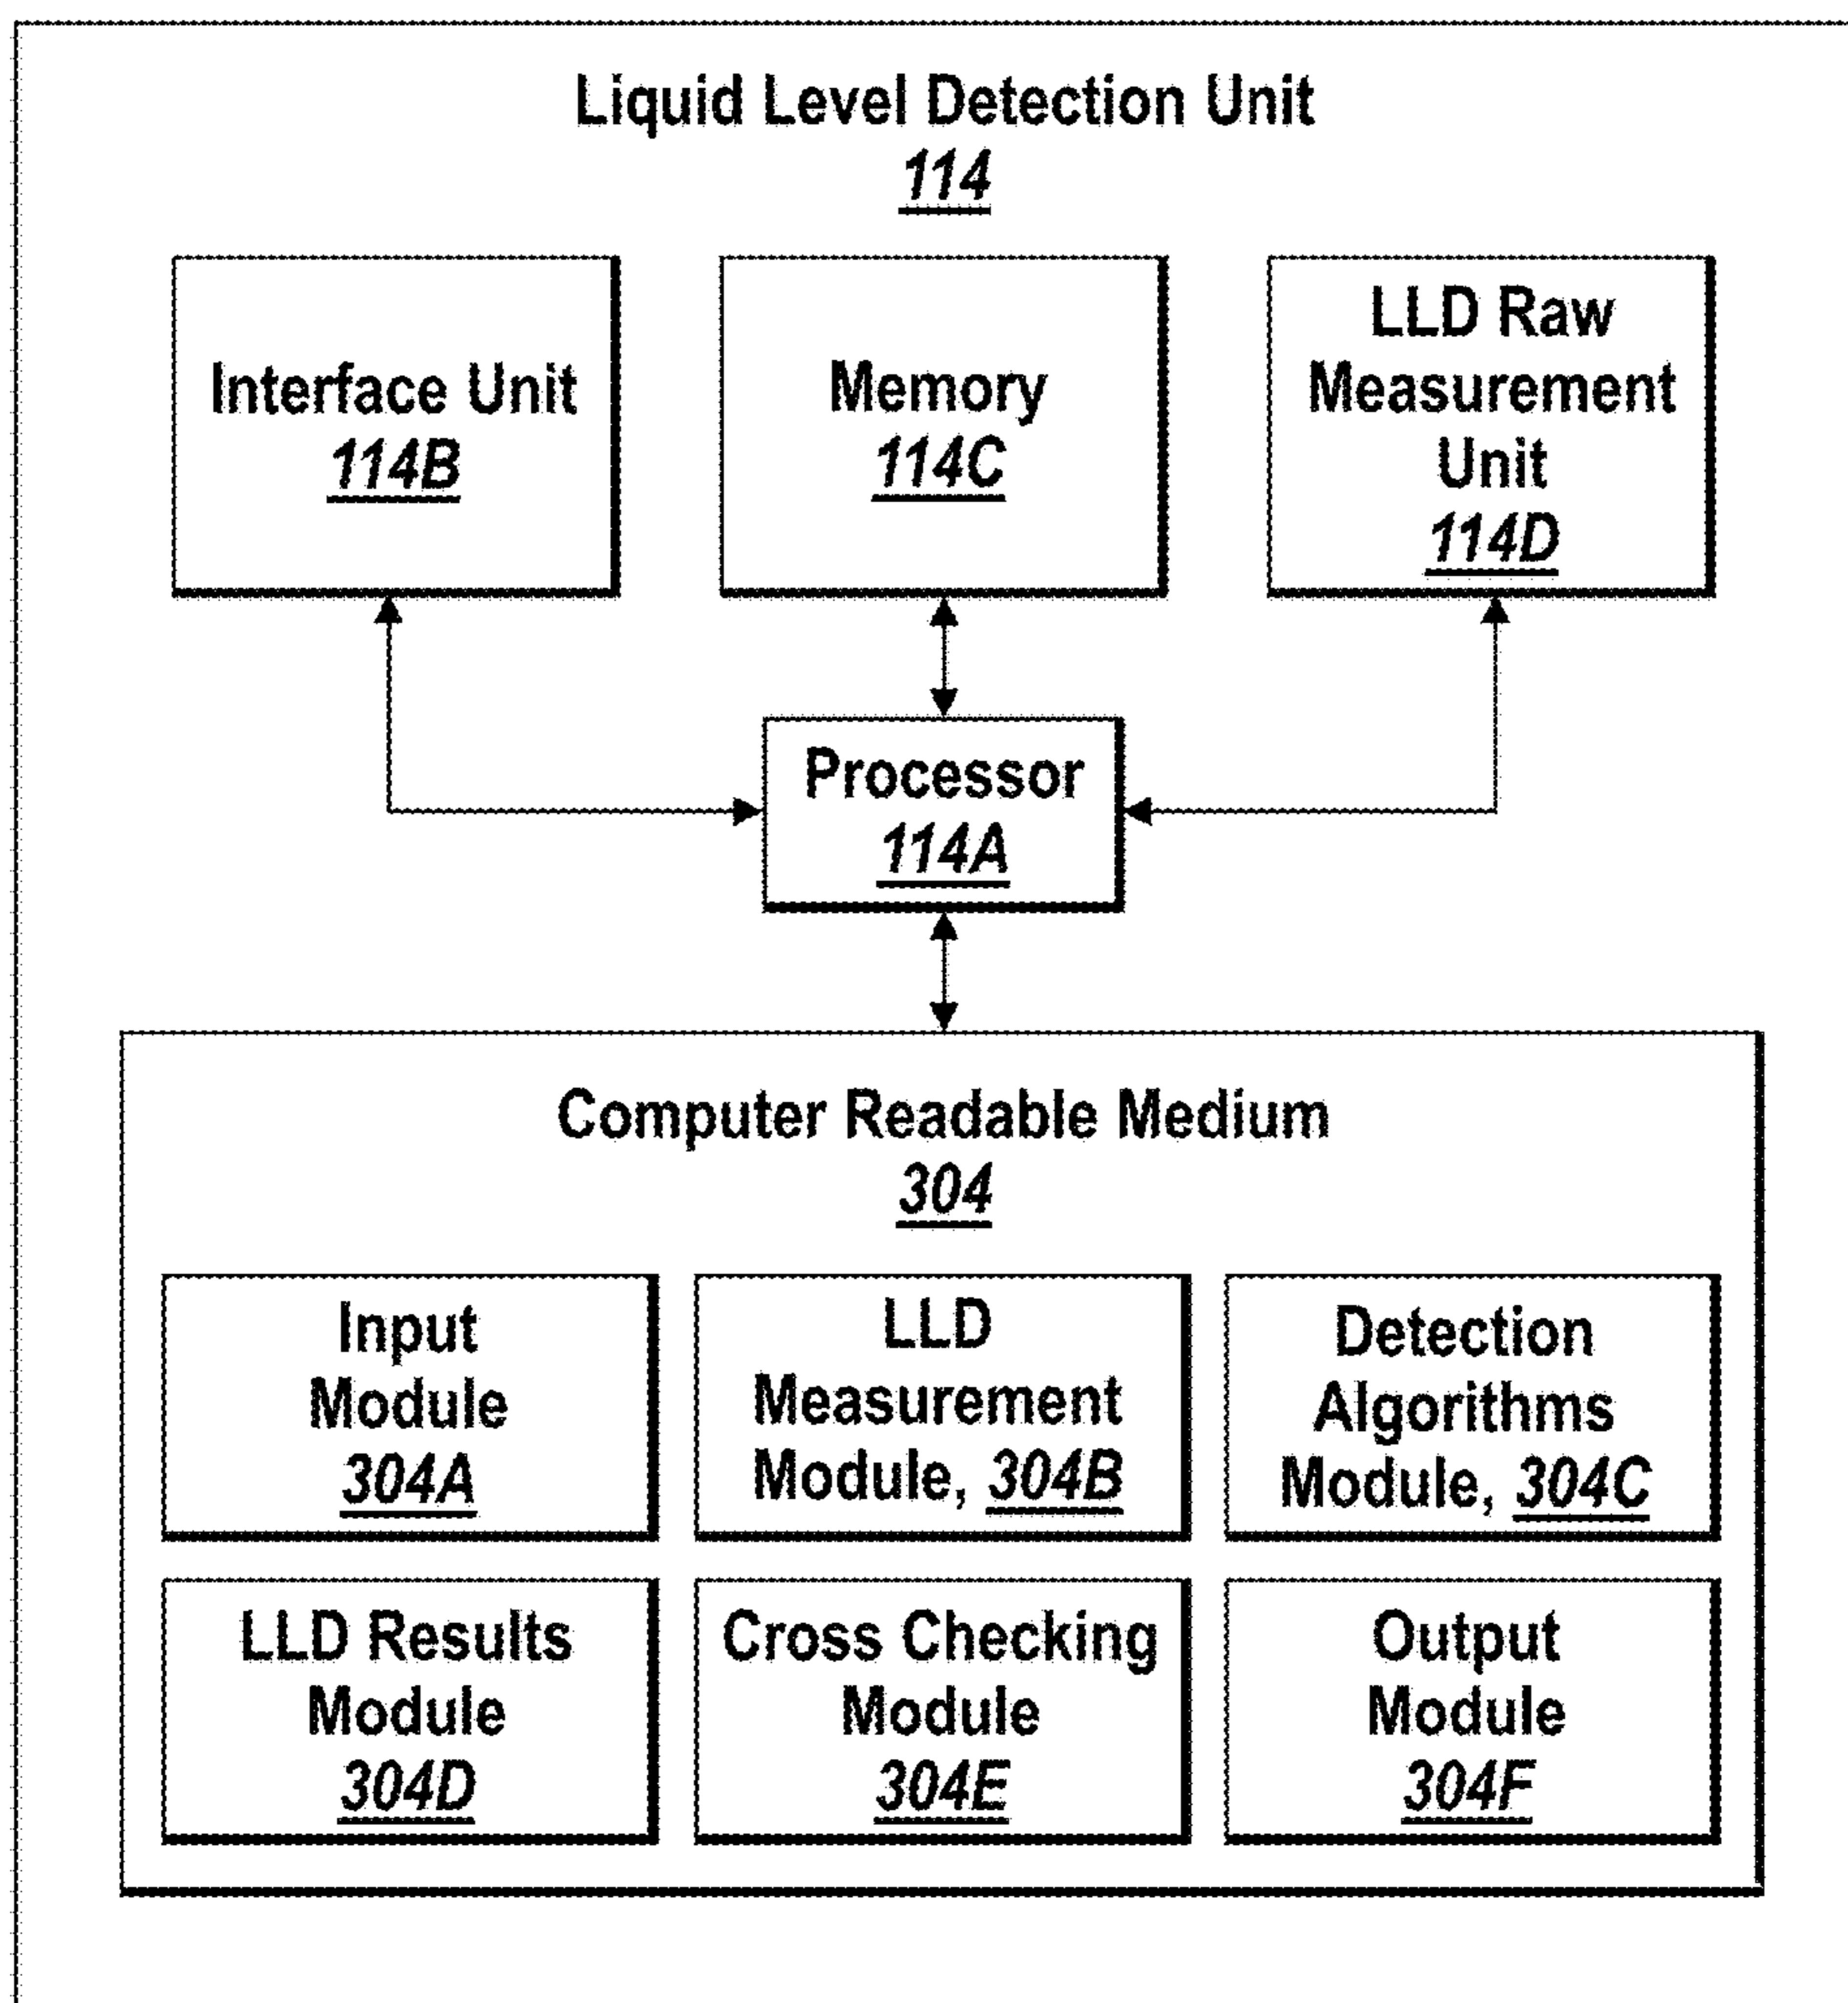 Liquid Level Detection Unit
114
Interface Unit
114B
Memory
114C
LLD Raw
Measurement
Unit
114D
Processor
114A
Computer Readable Medium
304
Input
Module
304A
LLD
Measurement
Module, 304B
Detection
Algorithms
Module, 304C
LLD Results
Module
304D
Cross Checking
Module
304E
Output
Module
304F